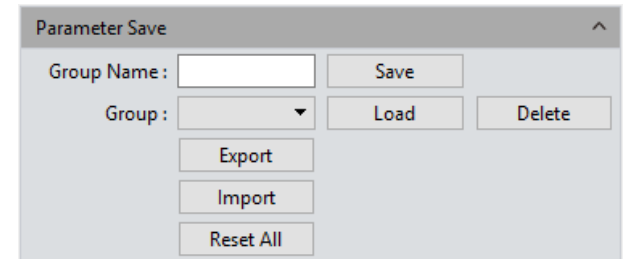 Parameter Save
Group Name : Save
Group : Load Delete
Export
Import
Reset All